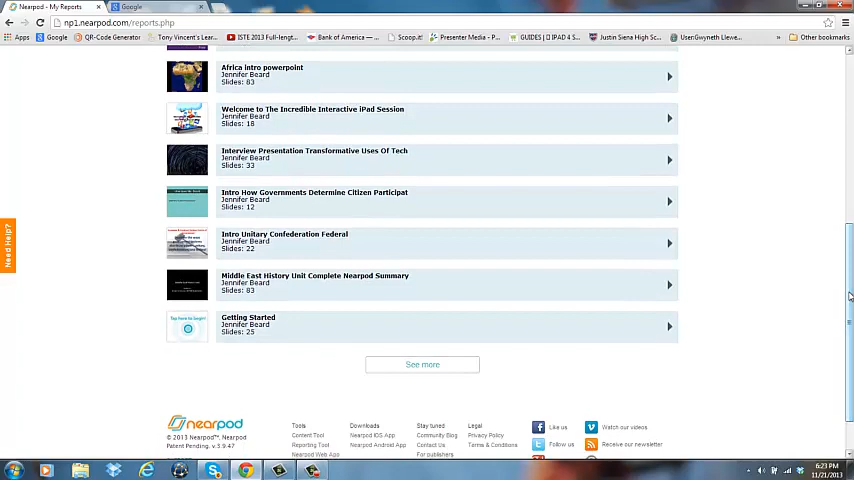 Nearpod - My Reports
Google
np1.nearpod.com/reports.php
Apps
Google
QR-Code Generator
Tony Vincent's Lear...
ISTE 2013 Full-lengt...
Bank of America — ...
Scoop.it!
Presenter Media - Pr...
GUIDES | IPAD 4 S...
Justin Siena High Sc...
User:Gwyneth Llewe...
»
Other bookmarks
Africa intro powerpoint
Jennifer Beard
Slides: 83
Welcome to The Incredible Interactive iPad Session
Jennifer Beard
Slides: 18
Interview Presentation Transformative Uses Of Tech
Jennifer Beard
Slides: 33
Intro How Governments Determine Citizen Participat
Jennifer Beard
Slides: 12
Intro Unitary Confederation Federal
Jennifer Beard
Slides: 22
Middle East History Unit Complete Nearpod Summary
Jennifer Beard
Slides: 83
Tap here to begin!
Getting Started
Jennifer Beard
Slides: 25
Need Help?
See more
nearpod
© 2013 Nearpod™, Nearpod
Patent Pending. v.3.9.47
Tools
Content Tool
Reporting Tool
Nearpod Web App
Downloads
Nearpod iOS App
Nearpod Android App
Stay tuned
Community Blog
Contact Us
For publishers
Legal
Privacy Policy
Terms & Conditions
Like us
Follow us
Watch our videos
Receive our newsletter
6:23 PM
11/21/2013